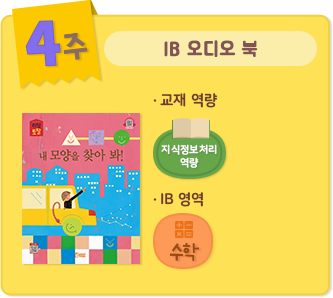 4주
IB 오디오 북
· 교재 역량
지식정보처리
역량
내 모양을 찾아 봐!
· IB 영역
수학